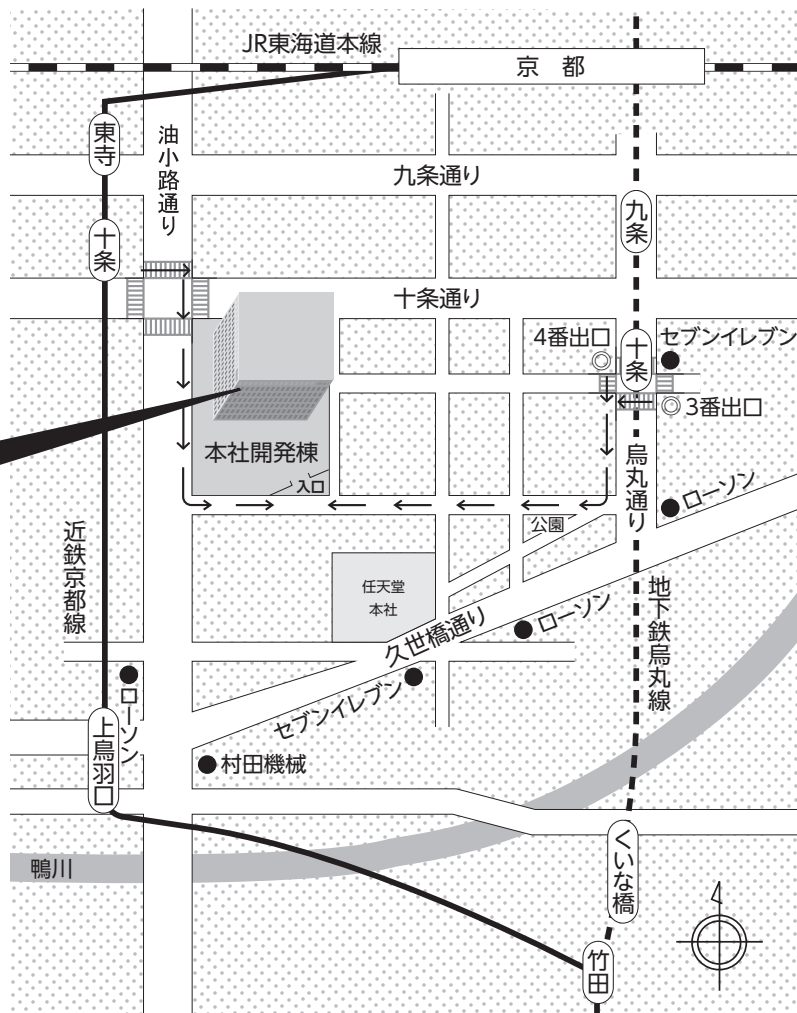 JR東海道本線
京都
東寺
油小路通り
九条通り
十条
九条
十条通り
4番出口
十条
セブンイレブン
3番出口
本社開発棟
入口
烏丸通り
ローソン
公園
近鉄京都線
任天堂
本社
久世橋通り
ローソン
地下鉄烏丸線
ローソン
セブンイレブン
上鳥羽口
村田機械
鴨川
くいな橋
竹田